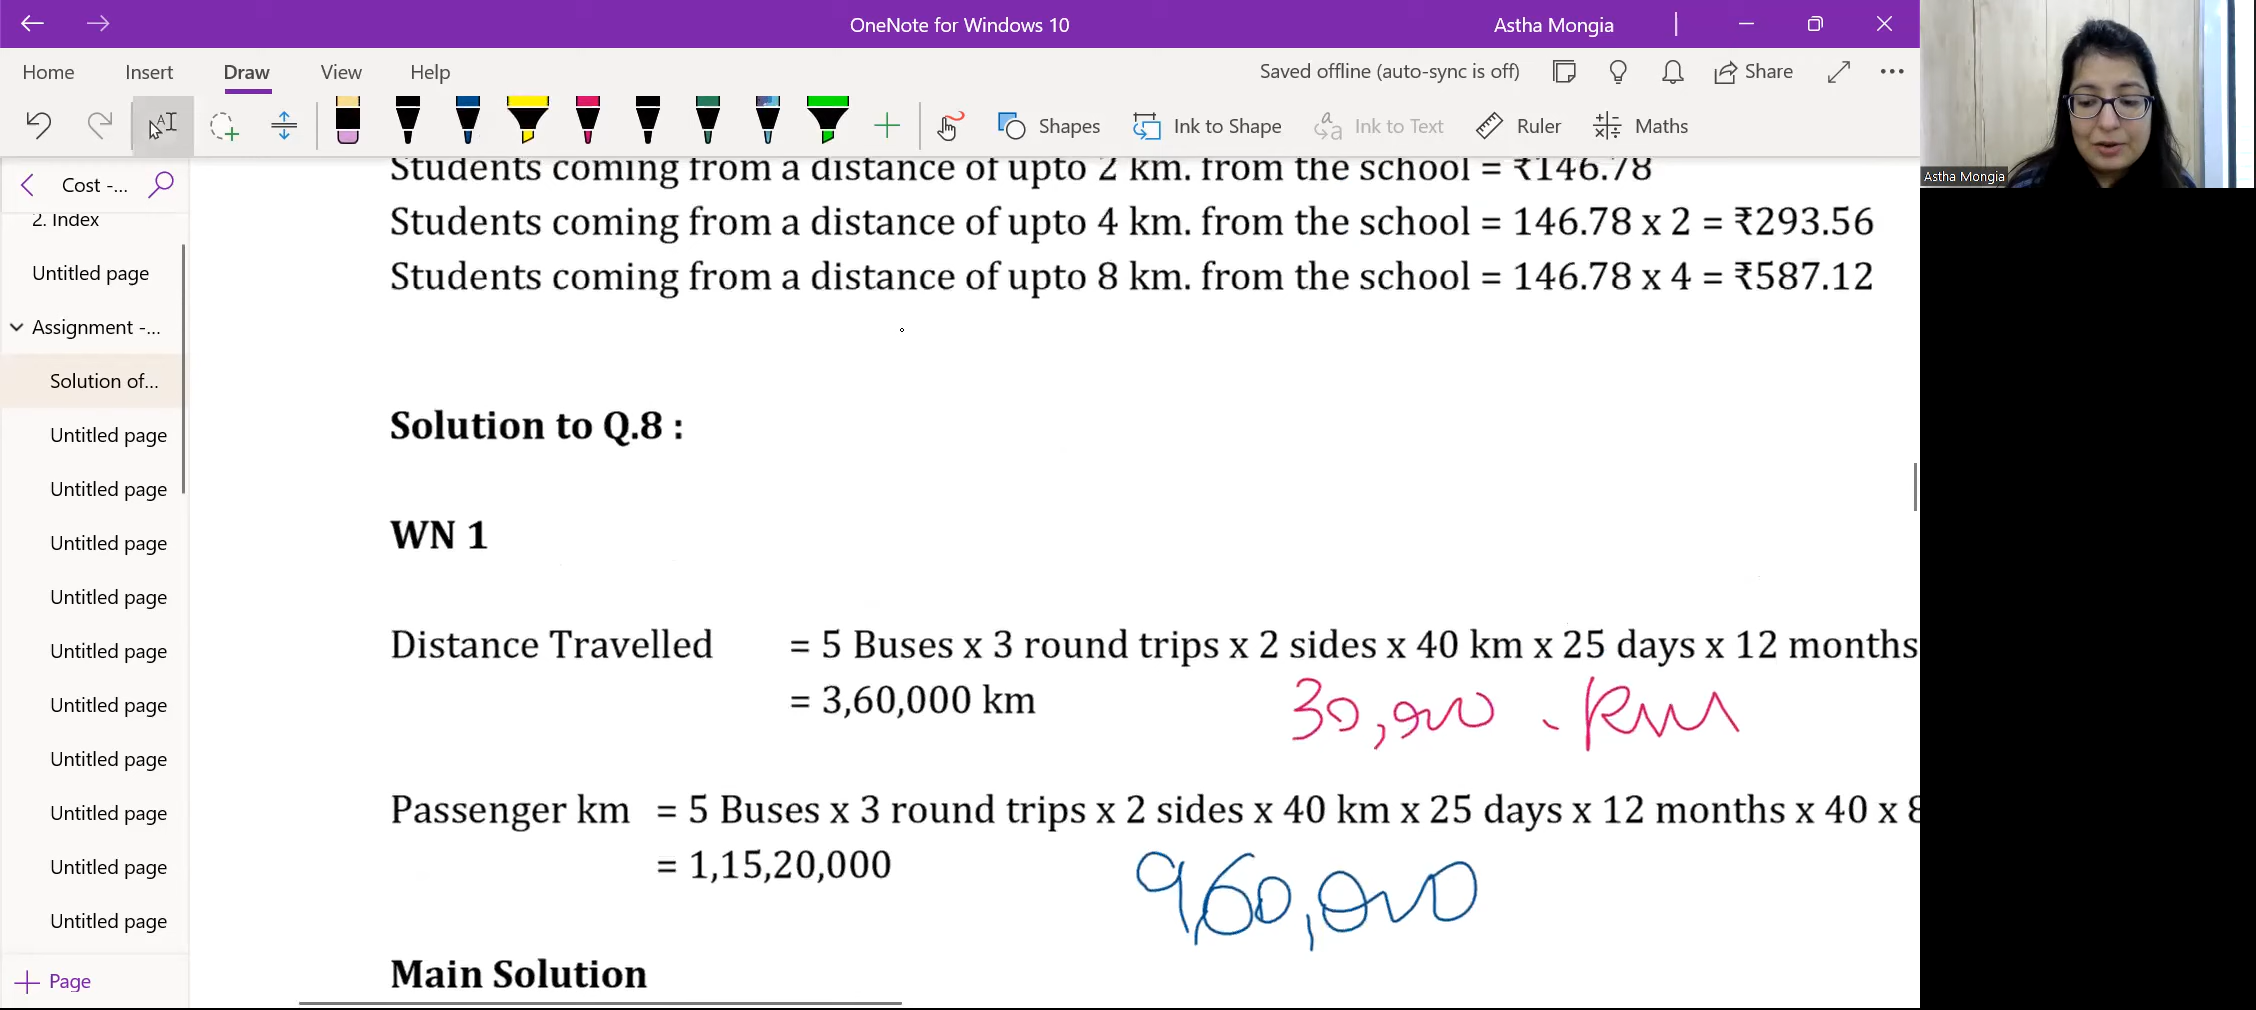 OneNote for Windows 10
Astha Mongia
Home Insert Draw View Help
Saved offline (auto-sync is off) Share
Shapes Ink to Shape Ink to Text Ruler Maths
Astha Mongia
Cost -...
2. Index
Untitled page
Assignment -...
Solution of...
Untitled page
Untitled page
Untitled page
Untitled page
Untitled page
Untitled page
Untitled page
Untitled page
Untitled page
Untitled page
Page
Students coming from a distance of upto 2 km. from the school = ₹146.78
Students coming from a distance of upto 4 km. from the school = 146.78 x 2 = ₹293.56
Students coming from a distance of upto 8 km. from the school = 146.78 x 4 = ₹587.12
Solution to Q.8 :
WN 1
Distance Travelled = 5 Buses x 3 round trips x 2 sides x 40 km x 25 days x 12 months
= 3,60,000 km
30,000 . km
Passenger km = 5 Buses x 3 round trips x 2 sides x 40 km x 25 days x 12 months x 40 x
= 1,15,20,000
9,60,000
Main Solution